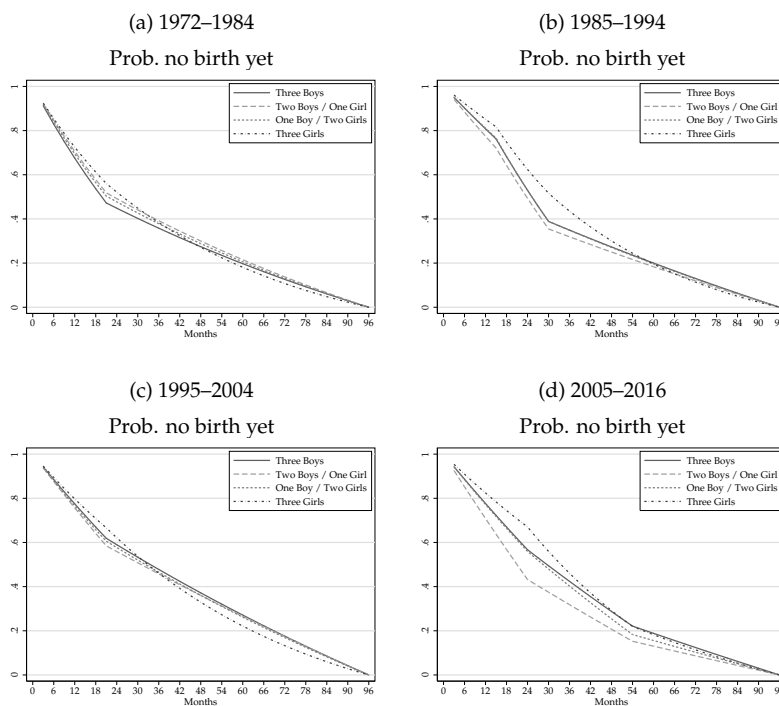 (a) 1972–1984
Prob. no birth yet
Three Boys
Two Boys / One Girl
One Boy / Two Girls
Three Girls
1
.8
.6
.4
.2
0
0 6 12 18 24 30 36 42 48 54 60 66 72 78 84 90 96
Months
(b) 1985–1994
Prob. no birth yet
Three Boys
Two Boys / One Girl
One Boy / Two Girls
Three Girls
1
.8
.6
.4
.2
0
0 6 12 18 24 30 36 42 48 54 60 66 72 78 84 90
Months
(c) 1995–2004
Prob. no birth yet
Three Boys
Two Boys / One Girl
One Boy / Two Girls
Three Girls
1
.8
.6
.4
.2
0
0 6 12 18 24 30 36 42 48 54 60 66 72 78 84 90 96
Months
(d) 2005–2016
Prob. no birth yet
Three Boys
Two Boys / One Girl
One Boy / Two Girls
Three Girls
1
.8
.6
.4
.2
0
0 6 12 18 24 30 36 42 48 54 60 66 72 78 84 90
Months